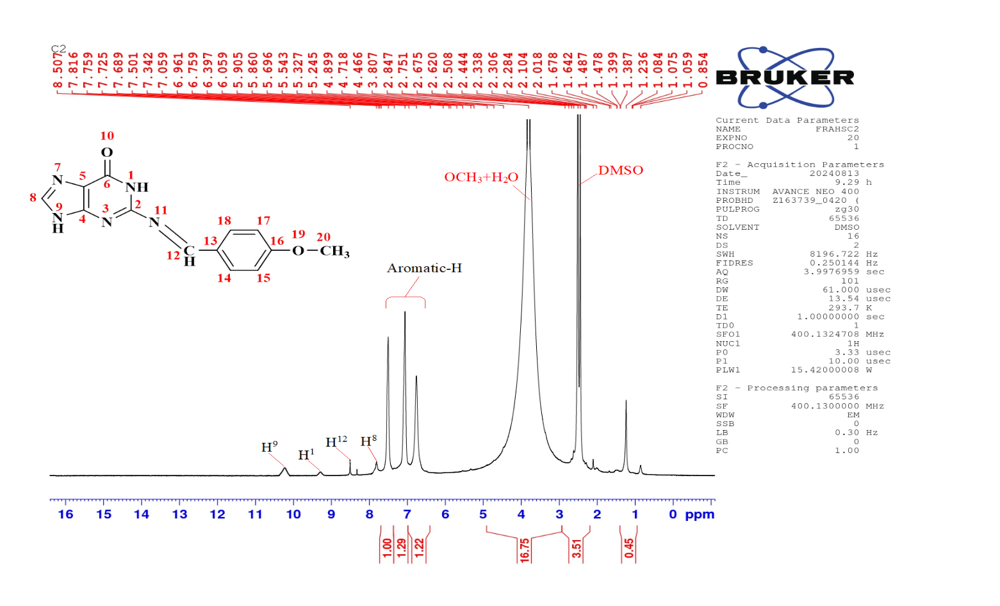 C2
8.507
7.816
7.759
7.725
7.689
7.501
7.342
7.059
6.961
6.759
6.397
6.059
5.905
5.860
5.696
5.543
5.327
5.245
4.899
4.718
4.466
3.807
2.847
2.751
2.675
2.620
2.508
2.444
2.338
2.306
2.284
2.104
2.018
1.678
1.642
1.487
1.478
1.399
1.387
1.236
1.084
1.075
1.059
0.854
BRUKER
Current Data Parameters
NAME FRAHSC2
EXPNO 20
PROCNO 1
F2 - Acquisition Parameters
Date_ 20240813
Time 9.29 h
INSTRUM AVANCE NEO 400
PROBHD Z163739_0420 (
PULPROG zg30
TD 65536
SOLVENT DMSO
NS 16
DS 2
SWH 8196.722 Hz
FIDRES 0.250144 Hz
AQ 3.9976959 sec
RG 101
DW 61.000 usec
DE 13.54 usec
TE 293.7 K
D1 1.00000000 sec
TD0 1
SFO1 400.1324708 MHz
NUC1 1H
P0 3.33 usec
P1 10.00 usec
PLW1 15.42000008 W
F2 - Processing parameters
SI 65536
SF 400.1300000 MHz
WDW EM
SSB 0
LB 0.30 Hz
GB 0
PC 1.00
10
O
7
N
5
6
1
NH
8
9
N
H
4
3
N
2
11
N
12
C
H
13
18
17
14
15
16
19
O
20
CH₃
OCH₃+H₂O
DMSO
Aromatic-H
H⁹
H¹
H¹²
H⁸
16 15 14 13 12 11 10 9 8 7 6 5 4 3 2 1 0 ppm
1.00
1.29
1.22
16.75
3.51
0.45